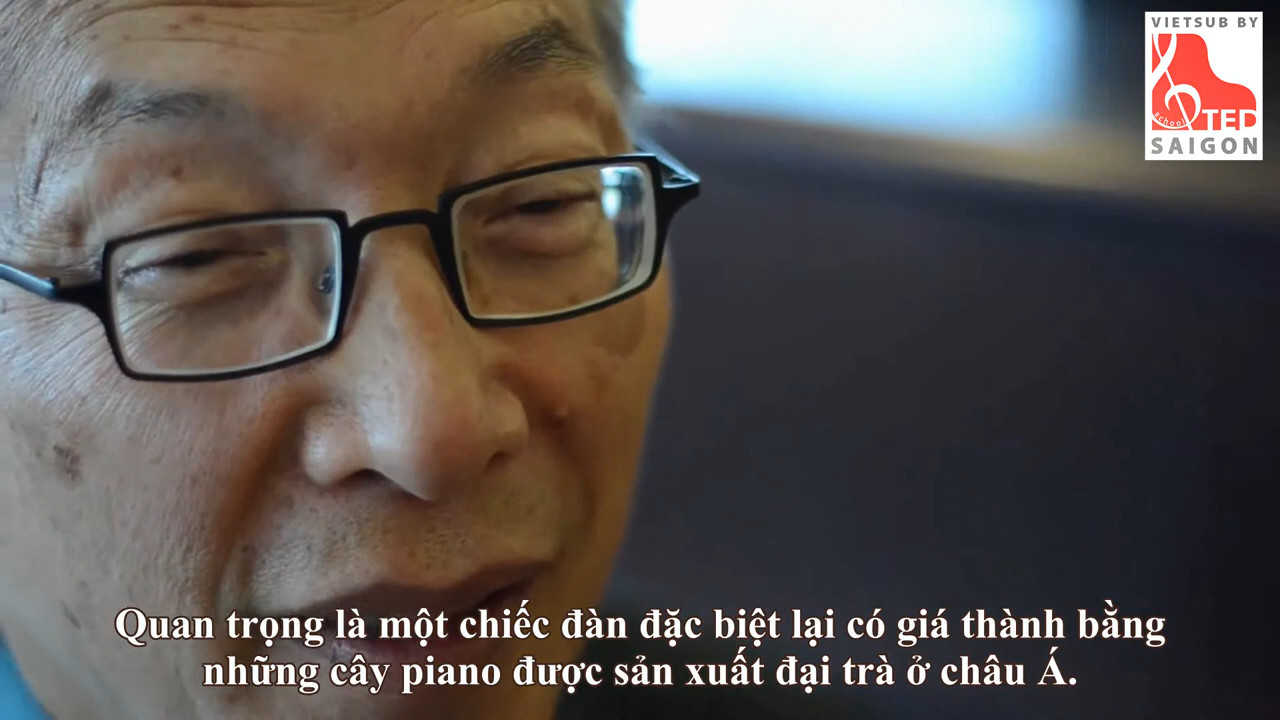 VIETSUB BY
school
TED
SAIGON
Quan trọng là một chiếc đàn đặc biệt lại có giá thành bằng
những cây piano được sản xuất đại trà ở châu Á.